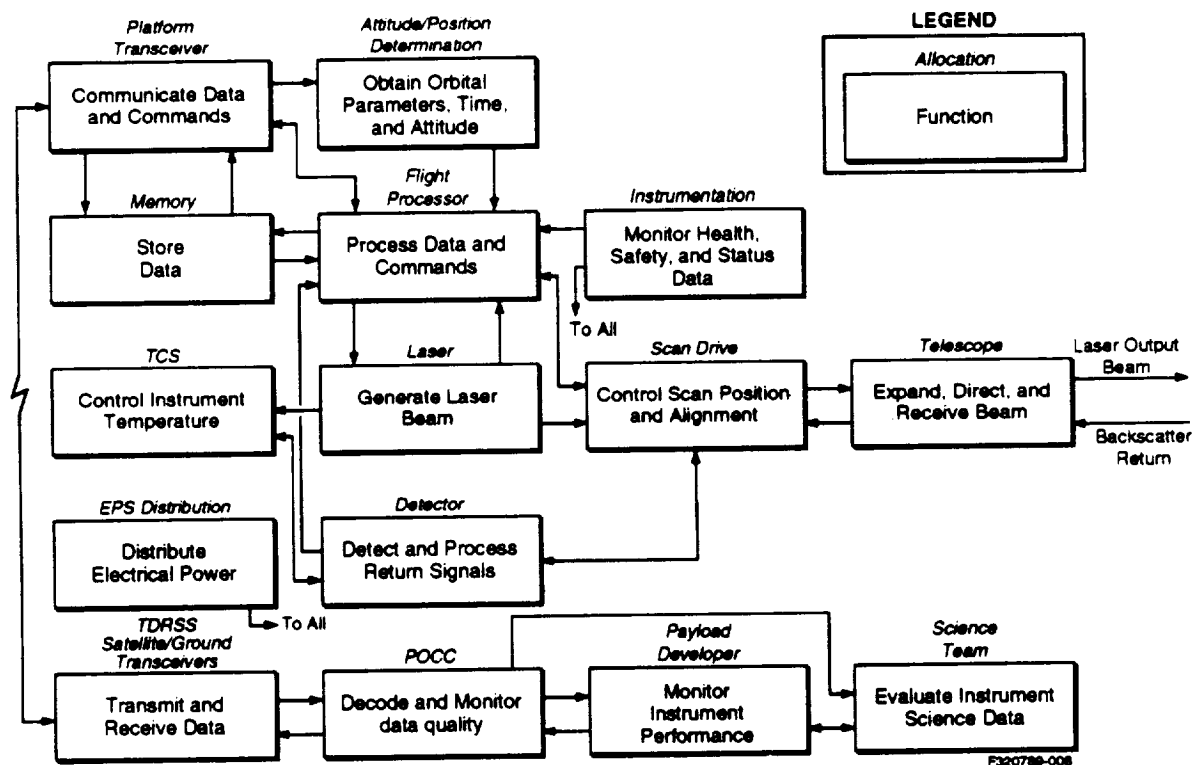 Platform
Transceiver
Communicate Data
and Commands
Attitude/Position
Determination
Obtain Orbital
Parameters, Time,
and Attitude
LEGEND
Allocation
Function
Memory
Store
Data
Flight
Processor
Process Data and
Commands
Instrumentation
Monitor Health,
Safety, and Status
Data
To All
TCS
Control Instrument
Temperature
Laser
Generate Laser
Beam
Scan Drive
Control Scan Position
and Alignment
Telescope
Expand, Direct, and
Receive Beam
Laser Output
Beam
Backscatter
Return
EPS Distribution
Distribute
Electrical Power
To All
Detector
Detect and Process
Return Signals
TDRSS
Satellite/Ground
Transceivers
Transmit and
Receive Data
POCC
Decode and Monitor
data quality
Payload
Developer
Monitor
Instrument
Performance
Science
Team
Evaluate Instrument
Science Data
F320789-008